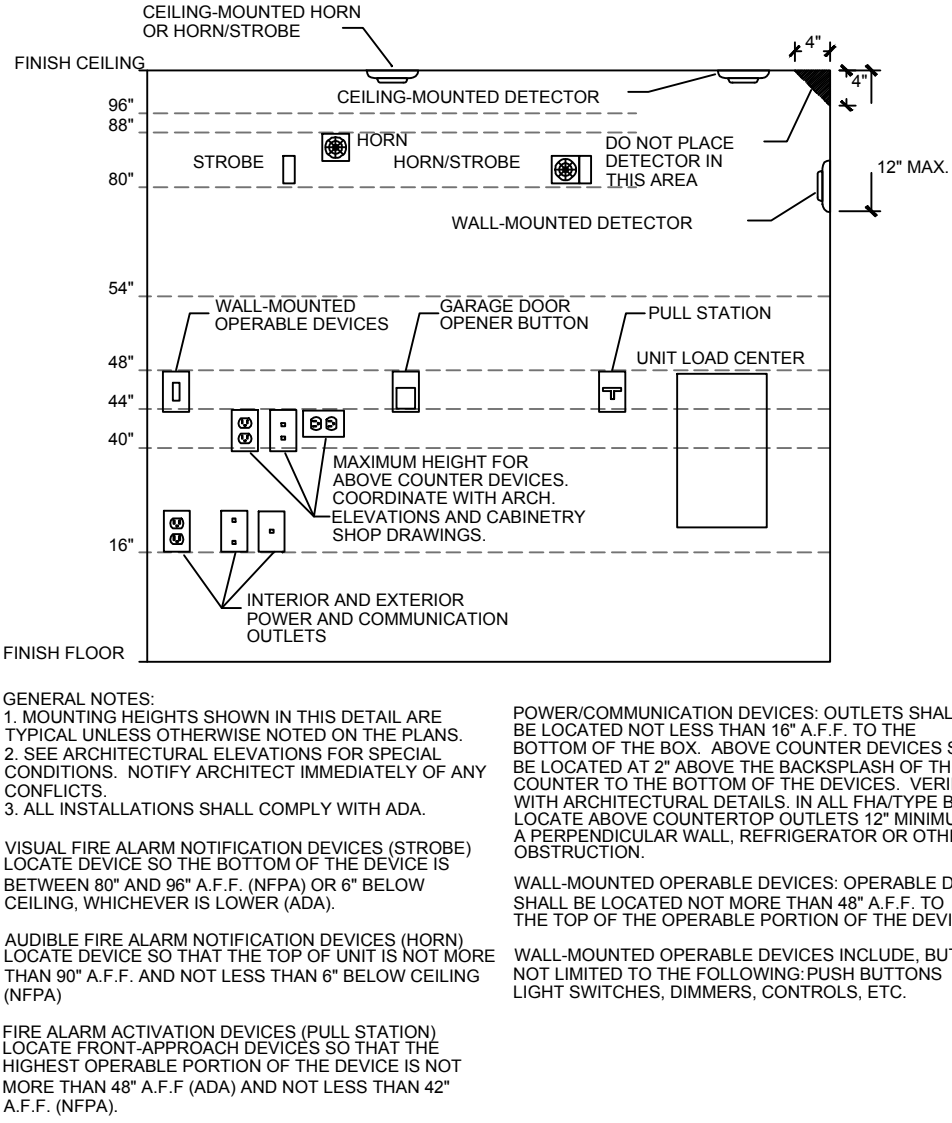 CEILING-MOUNTED HORN
OR HORN/STROBE
4"
FINISH CEILING
4"
CEILING-MOUNTED DETECTOR
96"
88"
HORN
DO NOT PLACE
DETECTOR IN
THIS AREA
STROBE
HORN/STROBE
12" MAX.
80"
WALL-MOUNTED DETECTOR
54"
WALL-MOUNTED
OPERABLE DEVICES
GARAGE DOOR
OPENER BUTTON
PULL STATION
48"
UNIT LOAD CENTER
44"
40"
MAXIMUM HEIGHT FOR
ABOVE COUNTER DEVICES.
COORDINATE WITH ARCH.
ELEVATIONS AND CABINETRY
SHOP DRAWINGS.
16"
INTERIOR AND EXTERIOR
POWER AND COMMUNICATION
OUTLETS
FINISH FLOOR
GENERAL NOTES:
1. MOUNTING HEIGHTS SHOWN IN THIS DETAIL ARE
TYPICAL UNLESS OTHERWISE NOTED ON THE PLANS.
2. SEE ARCHITECTURAL ELEVATIONS FOR SPECIAL
CONDITIONS. NOTIFY ARCHITECT IMMEDIATELY OF ANY
CONFLICTS.
3. ALL INSTALLATIONS SHALL COMPLY WITH ADA.
VISUAL FIRE ALARM NOTIFICATION DEVICES (STROBE)
LOCATE DEVICE SO THE BOTTOM OF THE DEVICE IS
BETWEEN 80" AND 96" A.F.F. (NFPA) OR 6" BELOW
CEILING, WHICHEVER IS LOWER (ADA).
AUDIBLE FIRE ALARM NOTIFICATION DEVICES (HORN)
LOCATE DEVICE SO THAT THE TOP OF UNIT IS NOT MORE
THAN 90" A.F.F. AND NOT LESS THAN 6" BELOW CEILING
(NFPA)
FIRE ALARM ACTIVATION DEVICES (PULL STATION)
LOCATE FRONT-APPROACH DEVICES SO THAT THE
HIGHEST OPERABLE PORTION OF THE DEVICE IS NOT
MORE THAN 48" A.F.F (ADA) AND NOT LESS THAN 42"
A.F.F. (NFPA).
POWER/COMMUNICATION DEVICES: OUTLETS SHAL
BE LOCATED NOT LESS THAN 16" A.F.F. TO THE
BOTTOM OF THE BOX. ABOVE COUNTER DEVICES S
BE LOCATED AT 2" ABOVE THE BACKSPLASH OF TH
COUNTER TO THE BOTTOM OF THE DEVICES. VERI
WITH ARCHITECTURAL DETAILS. IN ALL FHA/TYPE B
LOCATE ABOVE COUNTERTOP OUTLETS 12" MINIMU
A PERPENDICULAR WALL, REFRIGERATOR OR OTH
OBSTRUCTION.
WALL-MOUNTED OPERABLE DEVICES: OPERABLE D
SHALL BE LOCATED NOT MORE THAN 48" A.F.F. TO
THE TOP OF THE OPERABLE PORTION OF THE DEVI
WALL-MOUNTED OPERABLE DEVICES INCLUDE, BUT
NOT LIMITED TO THE FOLLOWING: PUSH BUTTONS
LIGHT SWITCHES, DIMMERS, CONTROLS, ETC.